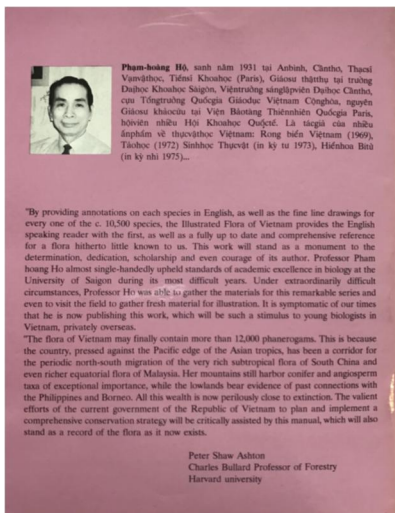 Phạm-hoàng Hộ, sanh năm 1931 tại Anbình, Cầnthơ, Thạcsĩ
Vạnvậthọc, Tiếnsĩ Khoahọc (Paris), Giáosư thậtthụ tại trường
Đạihọc Khoahọc Sàigòn, Việntrưởng sánglậpviên Đạihọc Cầnthơ,
cựu Tổngtrưởng Quốcgia Giáodục Việtnam Cộnghòa, nguyên
Giáosư khảocứu tại Viện Bảotàng Thiênnhiên Quốcgia Paris,
hộiviên nhiều Hội Khoahọc Quốctế. Là tácgiả của nhiều
ấnphẩm về thựcvậthọc Việtnam: Rong biển Việtnam (1969),
Tảohọc (1972) Sinhhọc Thựcvật (in kỳ tư 1973), Hiểnhoa Bítử
(in kỳ nhì 1975)...
"By providing annotations on each species in English, as well as the fine line drawings for
every one of the c. 10,500 species, the Illustrated Flora of Vietnam provides the English
speaking reader with the first, as well as a fully up to date and comprehensive reference
for a flora hitherto little known to us. This work will stand as a monument to the
determination, dedication, scholarship and even courage of its author. Professor Pham
hoang Ho almost single-handedly upheld standards of academic excellence in biology at the
University of Saigon during its most difficult years. Under extraordinarily difficult
circumstances, Professor Ho was able to gather the materials for this remarkable series and
even to visit the field to gather fresh material for illustration. It is symptomatic of our times
that he is now publishing this work, which will be such a stimulus to young biologists in
Vietnam, privately overseas.
"The flora of Vietnam may finally contain more than 12,000 phanerogams. This is because
the country, pressed against the Pacific edge of the Asian tropics, has been a corridor for
the periodic north-south migration of the very rich subtropical flora of South China and
even richer equatorial flora of Malaysia. Her mountains still harbor conifer and angiosperm
taxa of exceptional importance, while the lowlands bear evidence of past connections with
the Philippines and Borneo. All this wealth is now perilously close to extinction. The valient
efforts of the current government of the Republic of Vietnam to plan and implement a
comprehensive conservation strategy will be critically assisted by this manual, which will also
stand as a record of the flora as it now exists.
Peter Shaw Ashton
Charles Bullard Professor of Forestry
Harvard university